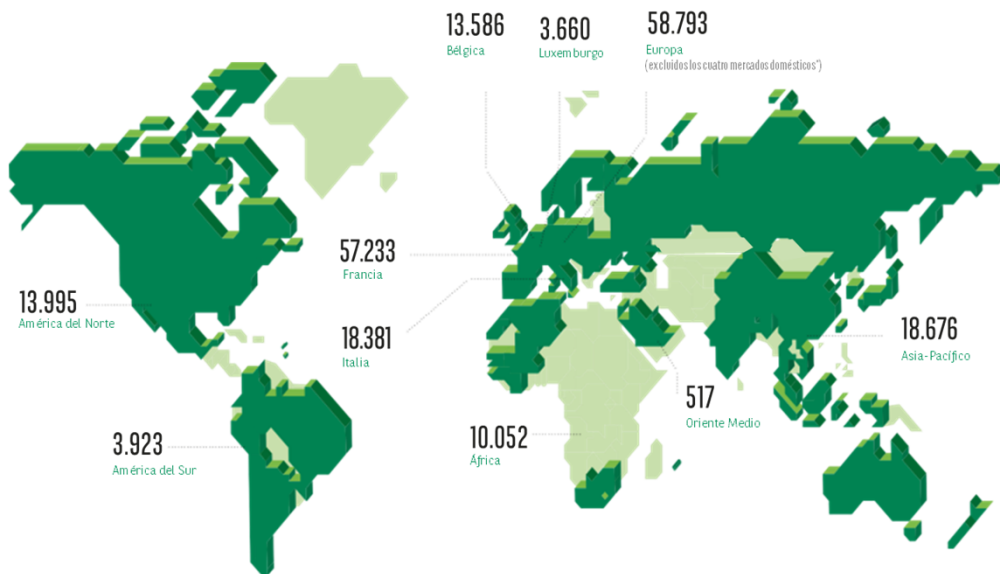 13.586
Bélgica
3.660
Luxemburgo
58.793
Europa
(excluidos los cuatro mercados domésticos*)
57.233
Francia
13.995
América del Norte
18.381
Italia
18.676
Asia-Pacífico
517
Oriente Medio
3.923
América del Sur
10.052
África